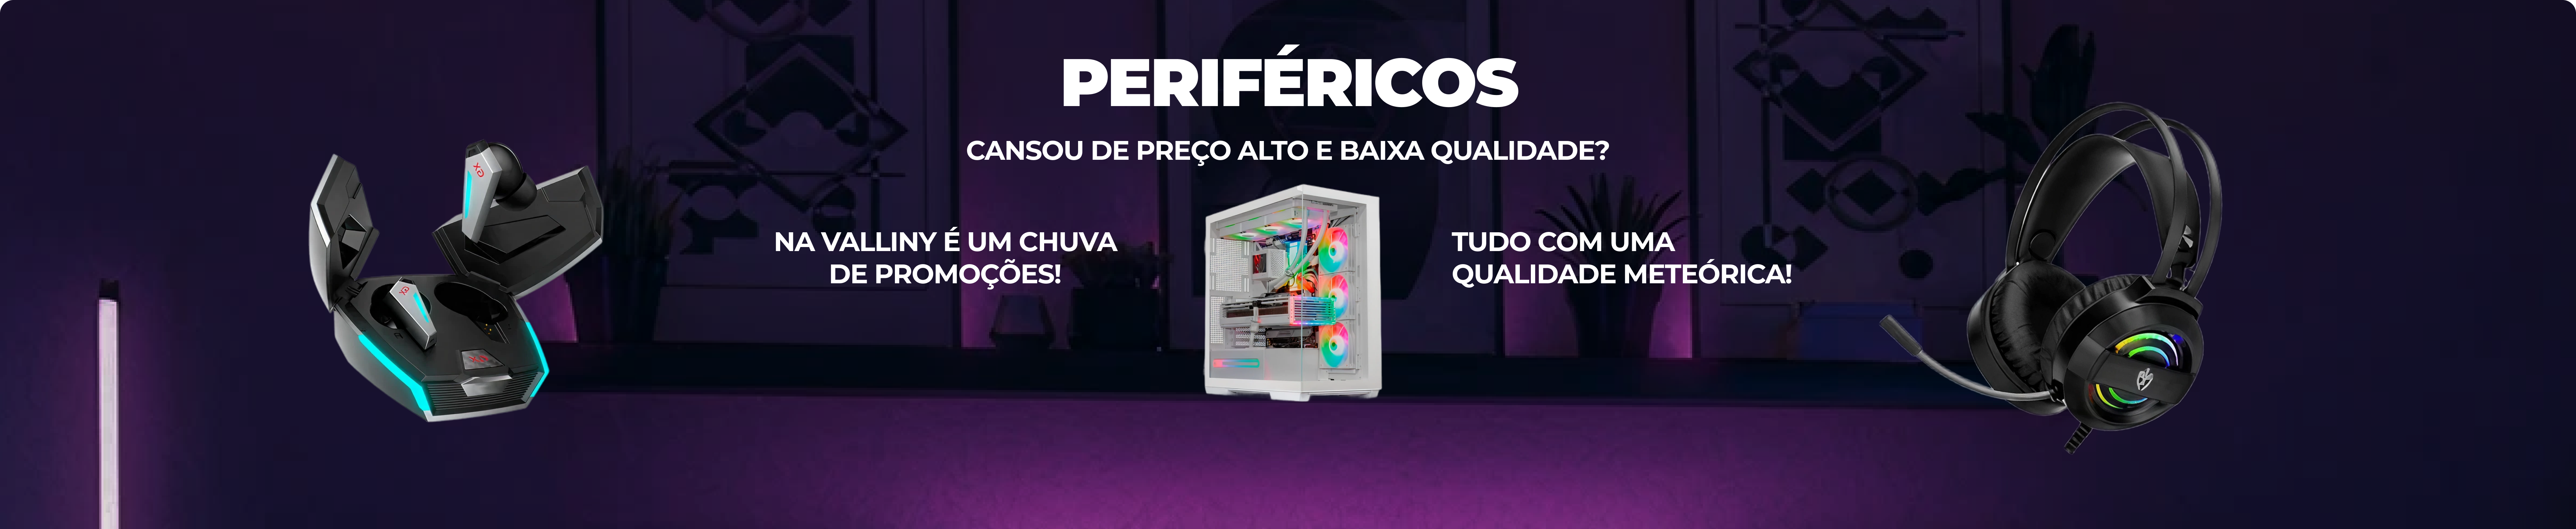 PERIFÉRICOS
CANSOU DE PREÇO ALTO E BAIXA QUALIDADE?
NA VALLINY É UM CHUVA
DE PROMOÇÕES!
TUDO COM UMA
QUALIDADE METEÓRICA!